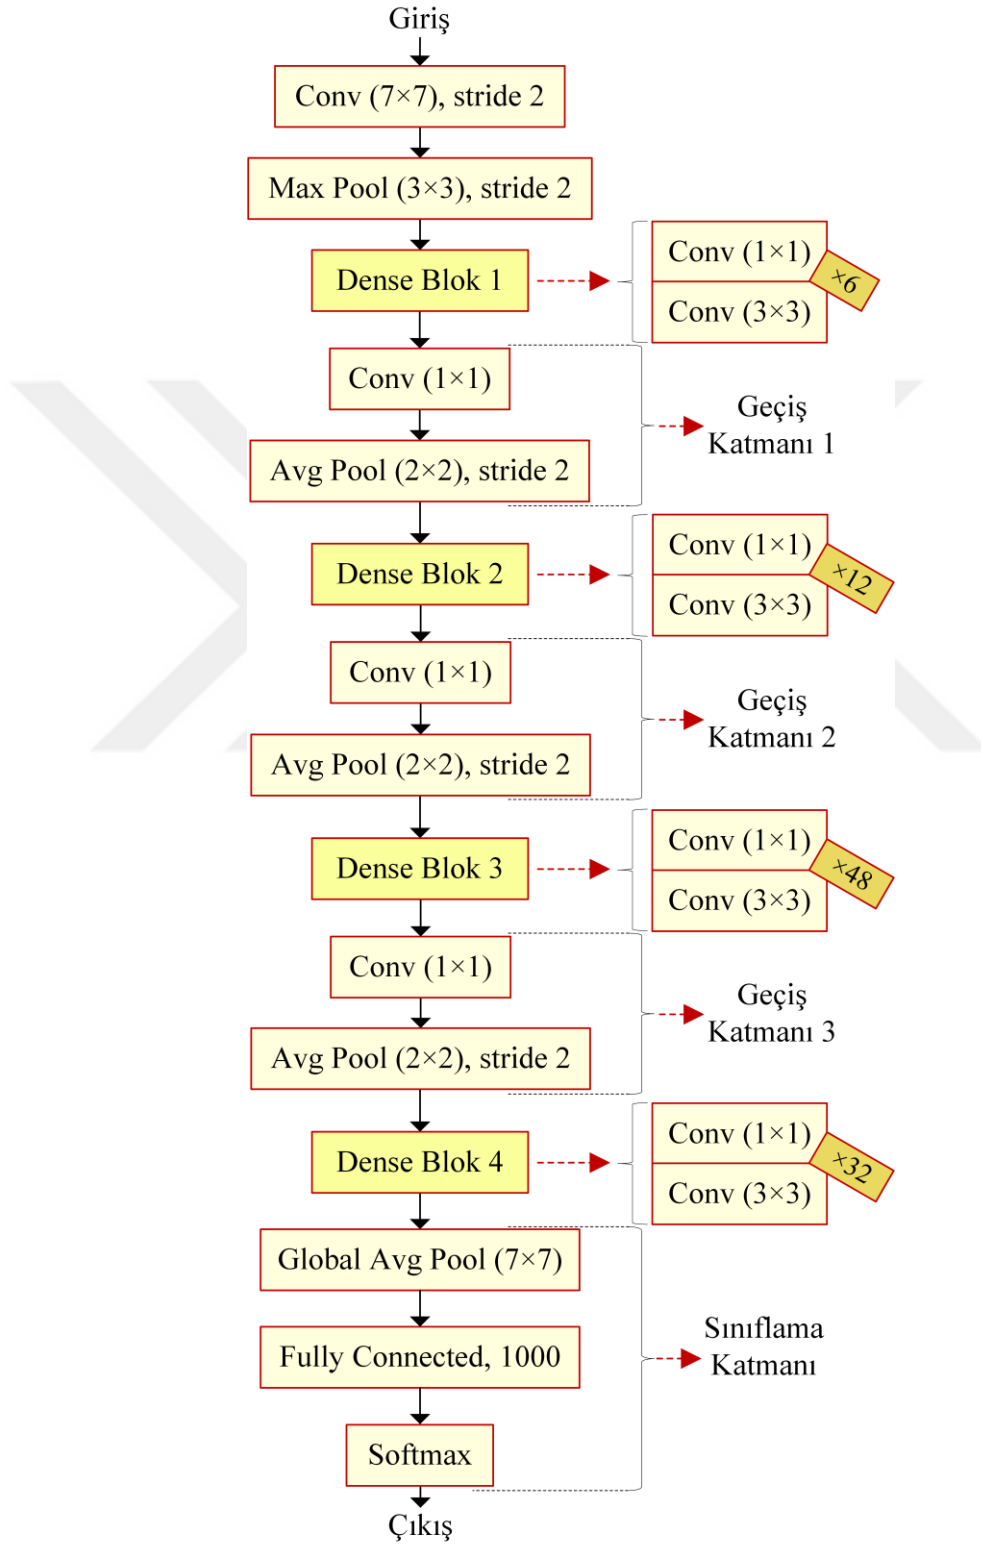 Giriş
Conv (7×7), stride 2
Max Pool (3×3), stride 2
Dense Blok 1
Conv (1×1)
Conv (3×3)
×6
Conv (1×1)
Avg Pool (2×2), stride 2
Geçiş
Katmanı 1
Dense Blok 2
Conv (1×1)
Conv (3×3)
×12
Conv (1×1)
Avg Pool (2×2), stride 2
Geçiş
Katmanı 2
Dense Blok 3
Conv (1×1)
Conv (3×3)
×48
Conv (1×1)
Avg Pool (2×2), stride 2
Geçiş
Katmanı 3
Dense Blok 4
Conv (1×1)
Conv (3×3)
×32
Global Avg Pool (7×7)
Fully Connected, 1000
Softmax
Sınıflama
Katmanı
Çıkış